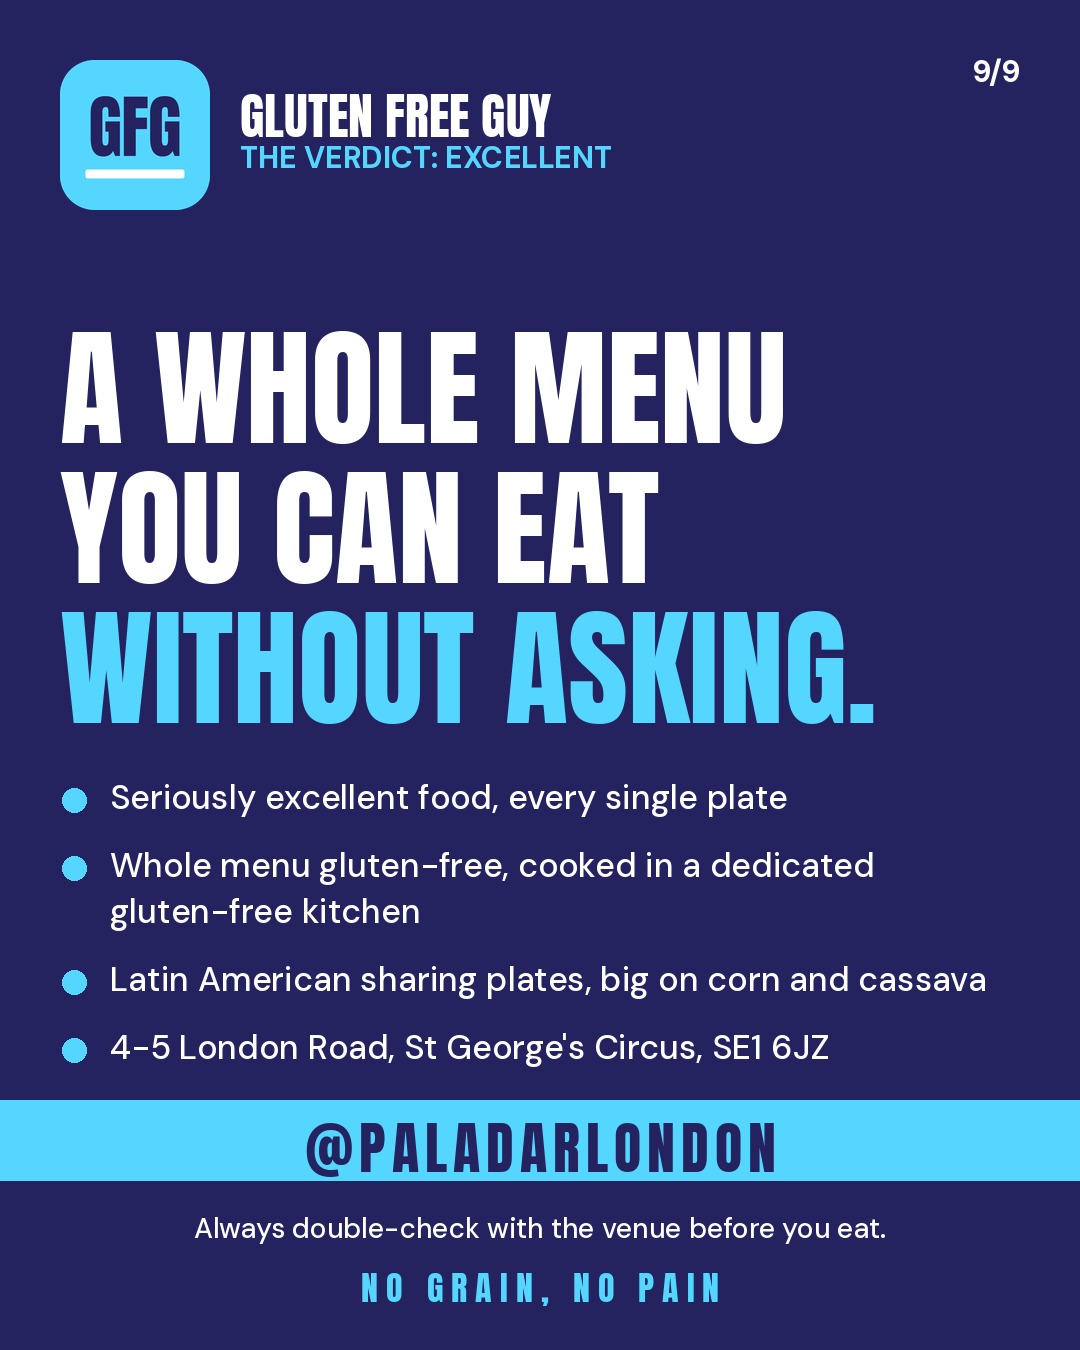 9/9
GFG
GLUTEN FREE GUY
THE VERDICT: EXCELLENT
A WHOLE MENU
YOU CAN EAT
WITHOUT ASKING.
Seriously excellent food, every single plate
Whole menu gluten-free, cooked in a dedicated
gluten-free kitchen
Latin American sharing plates, big on corn and cassava
4-5 London Road, St George's Circus, SE1 6JZ
@PALADARLONDON
Always double-check with the venue before you eat.
NO GRAIN, NO PAIN